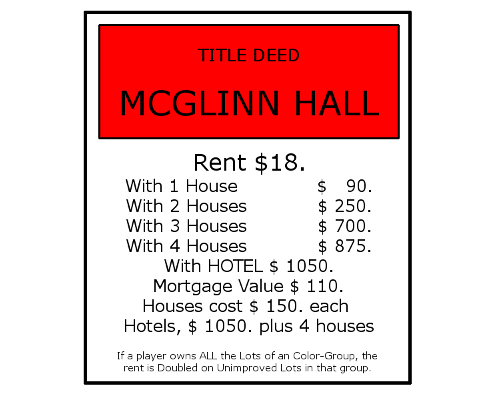 TITLE DEED
MCGLINN HALL
Rent $18.
With 1 House $ 90.
With 2 Houses $ 250.
With 3 Houses $ 700.
With 4 Houses $ 875.
With HOTEL $ 1050.
Mortgage Value $ 110.
Houses cost $ 150. each
Hotels, $ 1050. plus 4 houses
If a player owns ALL the Lots of an Color-Group, the
rent is Doubled on Unimproved Lots in that group.